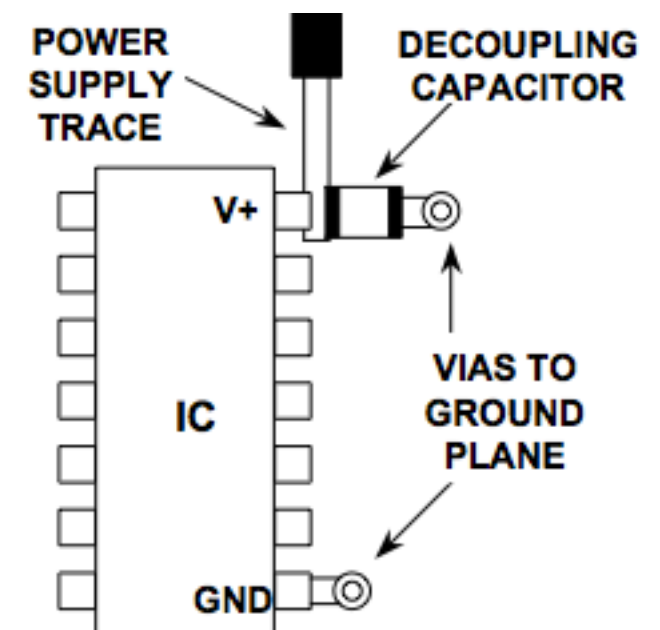 POWER
SUPPLY
TRACE
DECOUPLING
CAPACITOR
V+
IC
VIAS TO
GROUND
PLANE
GND